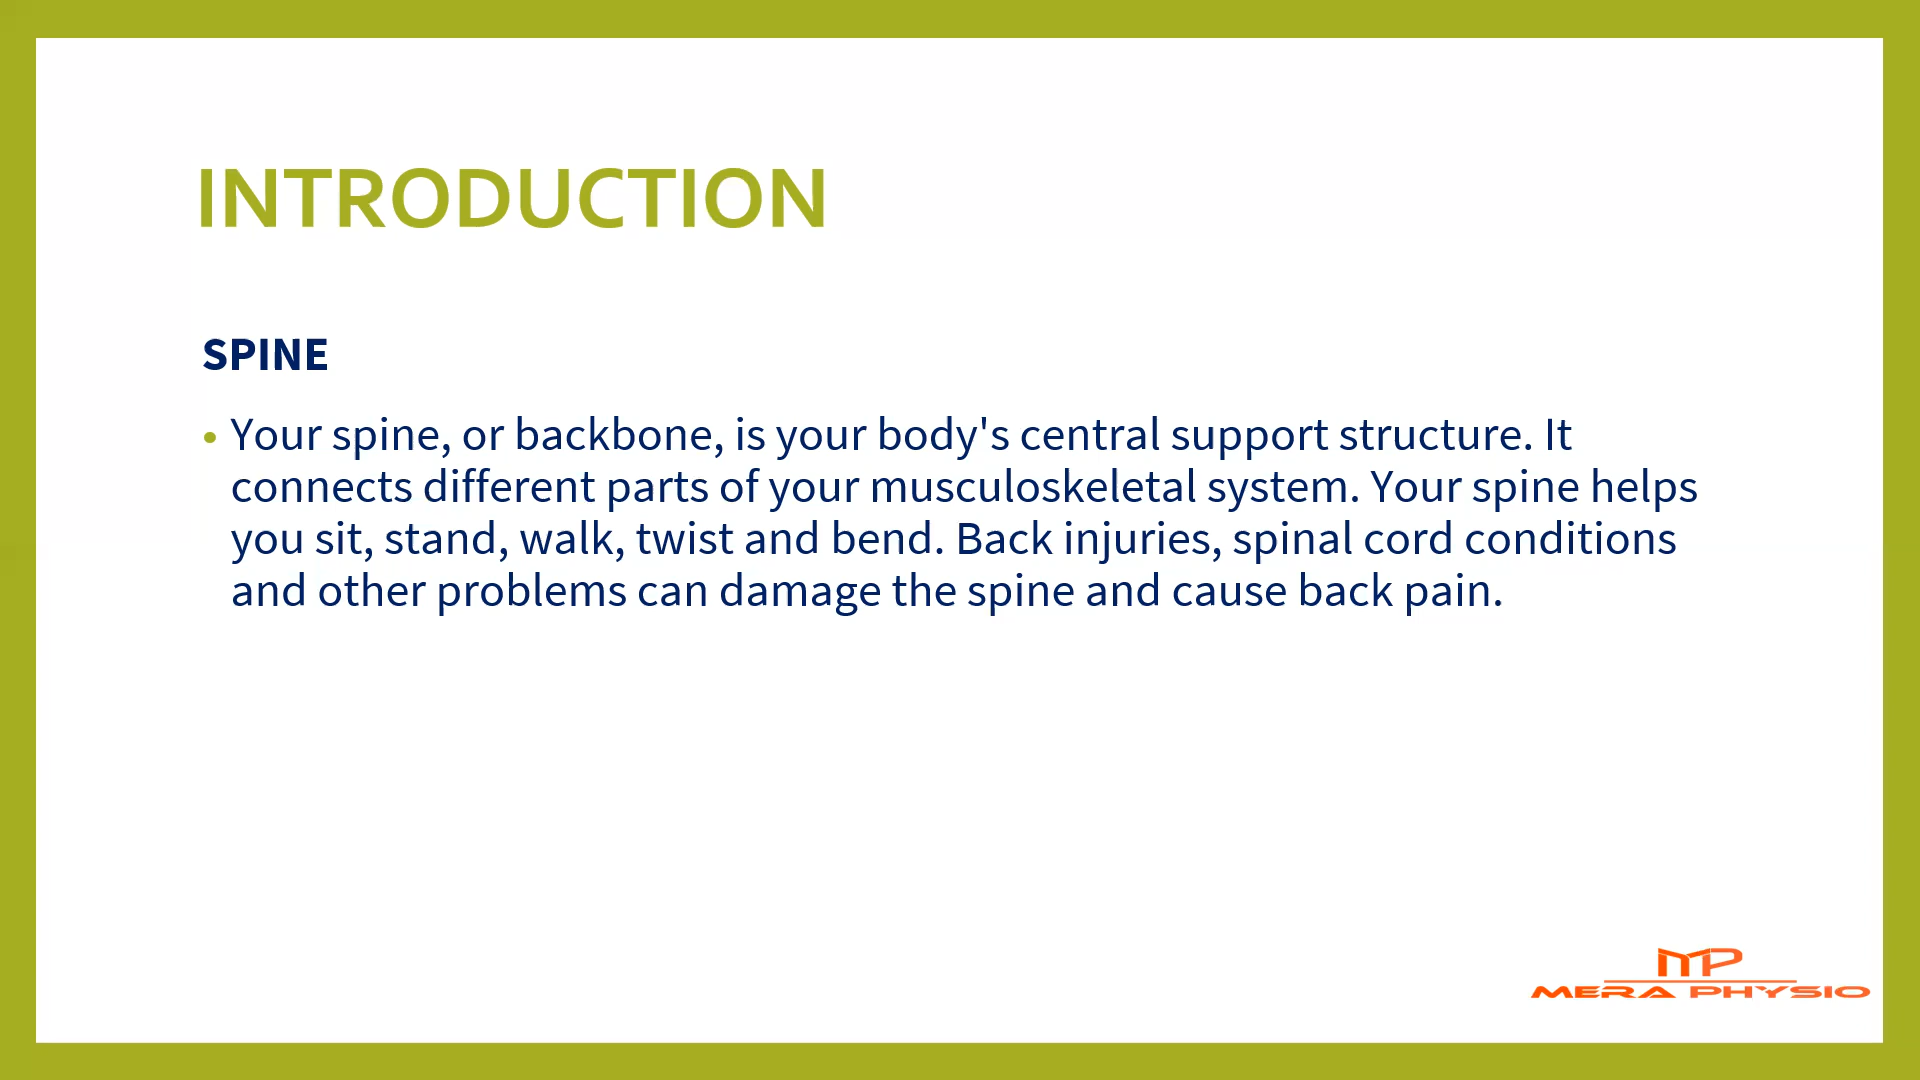 INTRODUCTION
SPINE
• Your spine, or backbone, is your body's central support structure. It
connects different parts of your musculoskeletal system. Your spine helps
you sit, stand, walk, twist and bend. Back injuries, spinal cord conditions
and other problems can damage the spine and cause back pain.
MP
MERA PHYSIO